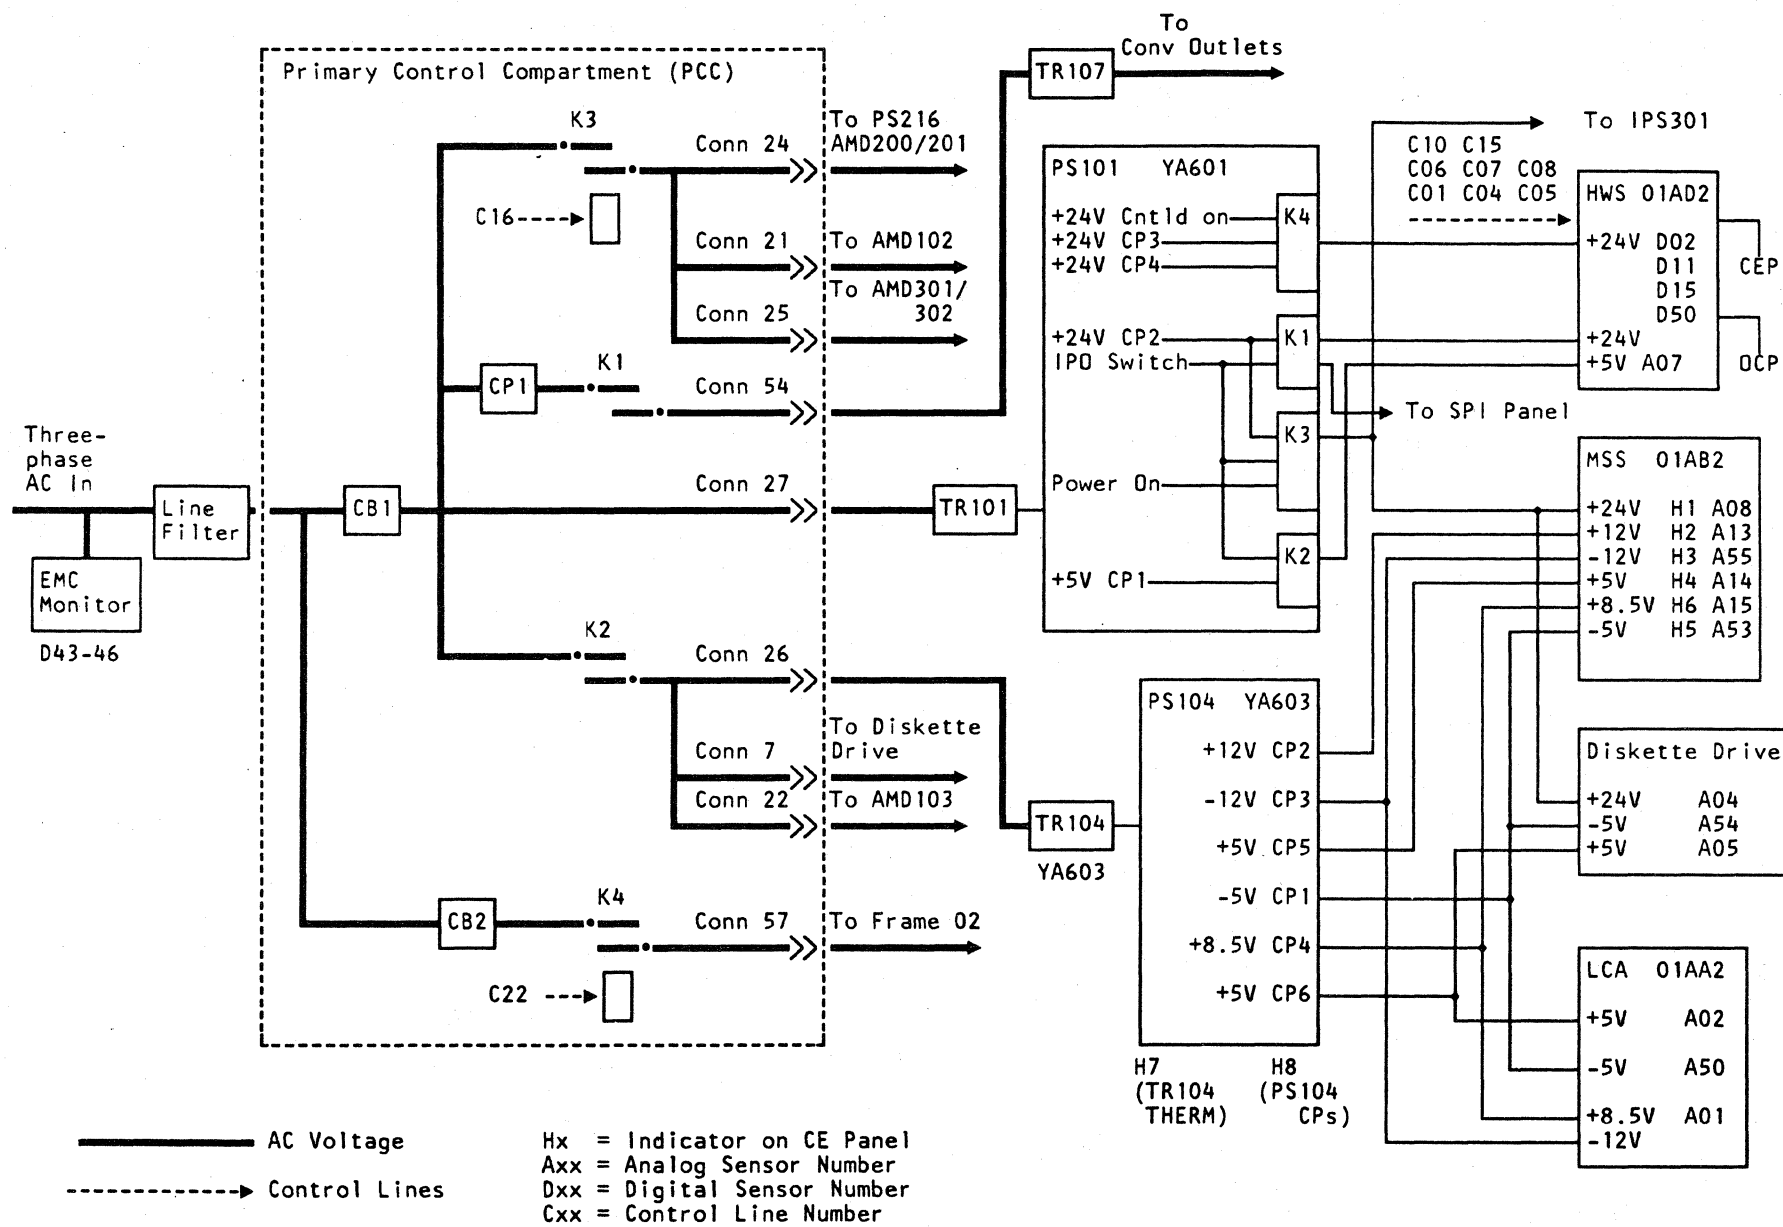 To
Conv Outlets
Primary Control Compartment (PCC)
TR107
K3
Conn 24
To PS216
AMD200/201
C16
Conn 21
To AMD102
To AMD301/
302
Conn 25
CP1
K1
Conn 54
Three-
phase
AC In
Line
Filter
EMC
Monitor
D43-46
CB1
Conn 27
TR101
K2
Conn 26
To Diskette
Drive
Conn 7
Conn 22
To AMD103
TR104
YA603
CB2
K4
Conn 57
To Frame 02
C22
PS101 YA601
+24V Cntld on
+24V CP3
+24V CP4
K4
+24V CP2
IPO Switch
K1
K3
Power On
K2
+5V CP1
To IPS301
C10 C15
C06 C07 C08
C01 C04 C05
HWS 01AD2
+24V D02
D11
D15
D50
+24V
+5V A07
CEP
OCP
To SPI Panel
MSS 01AB2
+24V H1 A08
+12V H2 A13
-12V H3 A55
+5V H4 A14
+8.5V H6 A15
-5V H5 A53
PS104 YA603
+12V CP2
-12V CP3
+5V CP5
-5V CP1
+8.5V CP4
+5V CP6
H7
(TR104
THERM)
H8
(PS104
CPs)
Diskette Drive
+24V A04
-5V A54
+5V A05
LCA 01AA2
+5V A02
-5V A50
+8.5V A01
-12V
AC Voltage
Control Lines
Hx = Indicator on CE Panel
Axx = Analog Sensor Number
Dxx = Digital Sensor Number
Cxx = Control Line Number